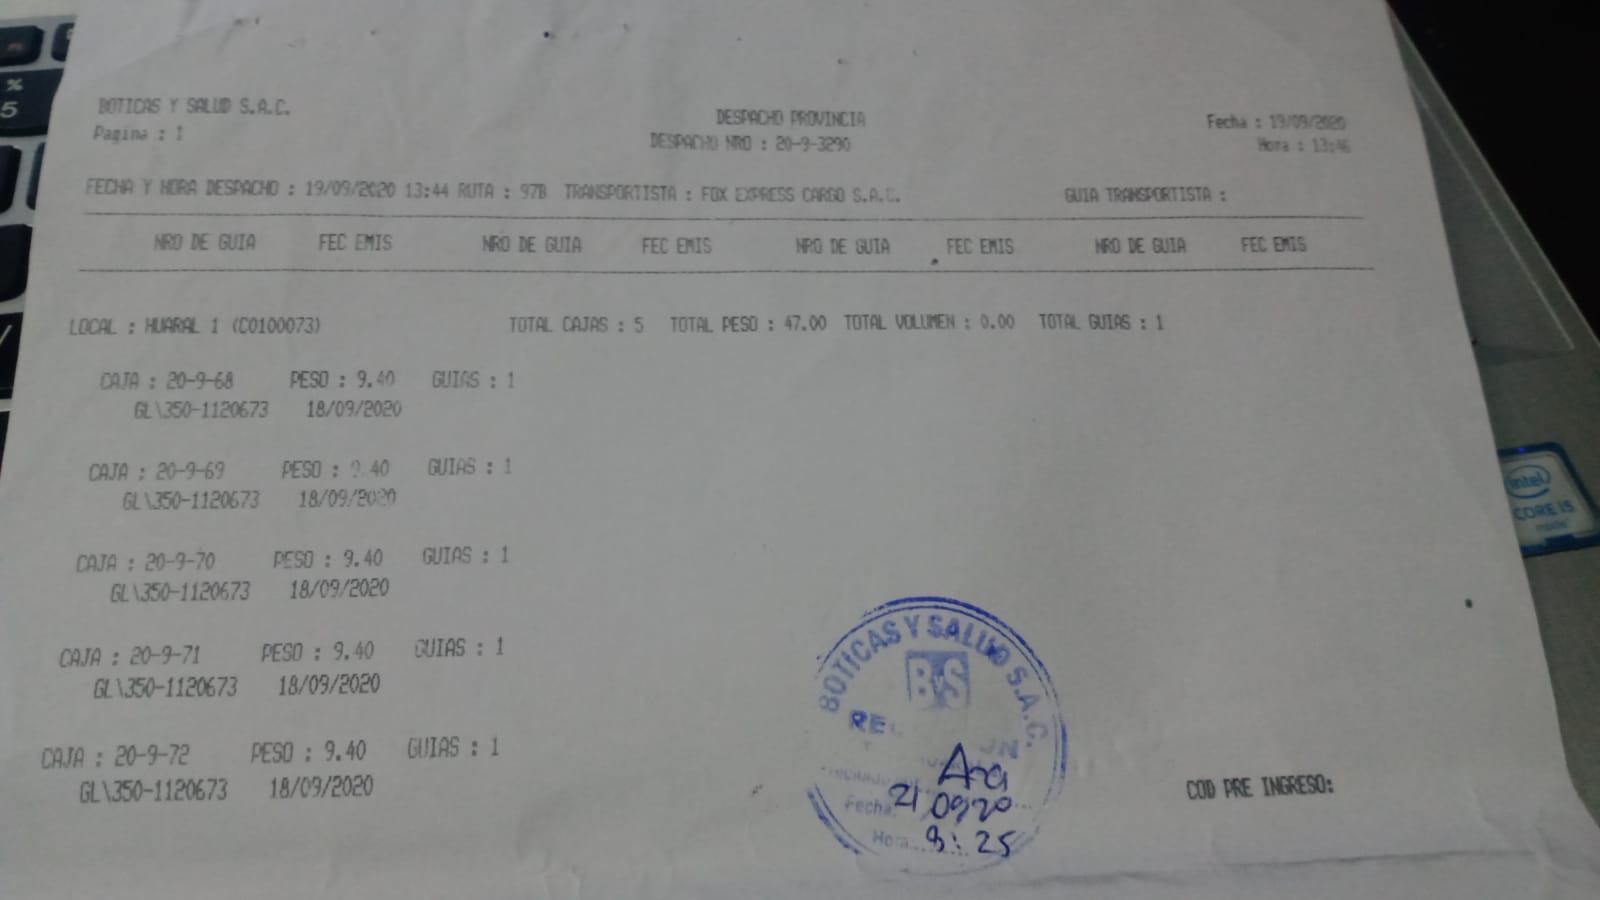 BOTICAS Y SALUD S.A.C.
Pagina : 1
DESPACHO PROVINCIA
DESPACHO NRO : 20-9-3290
Fecha : 19/09/2020
Hora : 13:46
FECHA Y HORA DESPACHO : 19/09/2020 13:44 RUTA : 97B TRANSPORTISTA : FOX EXPRESS CARGO S.A.C. GUIA TRANSPORTISTA :
NRO DE GUIA FEC EMIS NRO DE GUIA FEC EMIS NRO DE GUIA FEC EMIS NRO DE GUIA FEC EMIS
LOCAL : HUARAL 1 (C0100073) TOTAL CAJAS : 5 TOTAL PESO : 47.00 TOTAL VOLUMEN : 0.00 TOTAL GUIAS : 1
CAJA : 20-9-68 PESO : 9.40 GUIAS : 1
GL\350-1120673 18/09/2020
CAJA : 20-9-69 PESO : 9.40 GUIAS : 1
GL\350-1120673 18/09/2020
CAJA : 20-9-70 PESO : 9.40 GUIAS : 1
GL\350-1120673 18/09/2020
CAJA : 20-9-71 PESO : 9.40 GUIAS : 1
GL\350-1120673 18/09/2020
CAJA : 20-9-72 PESO : 9.40 GUIAS : 1
GL\350-1120673 18/09/2020
BOTICAS Y SALUD S.A.C.
B S
Fecha: 21 09 20
Hora
COD PRE INGRESO:
%
5
intel
CORE i5
inside